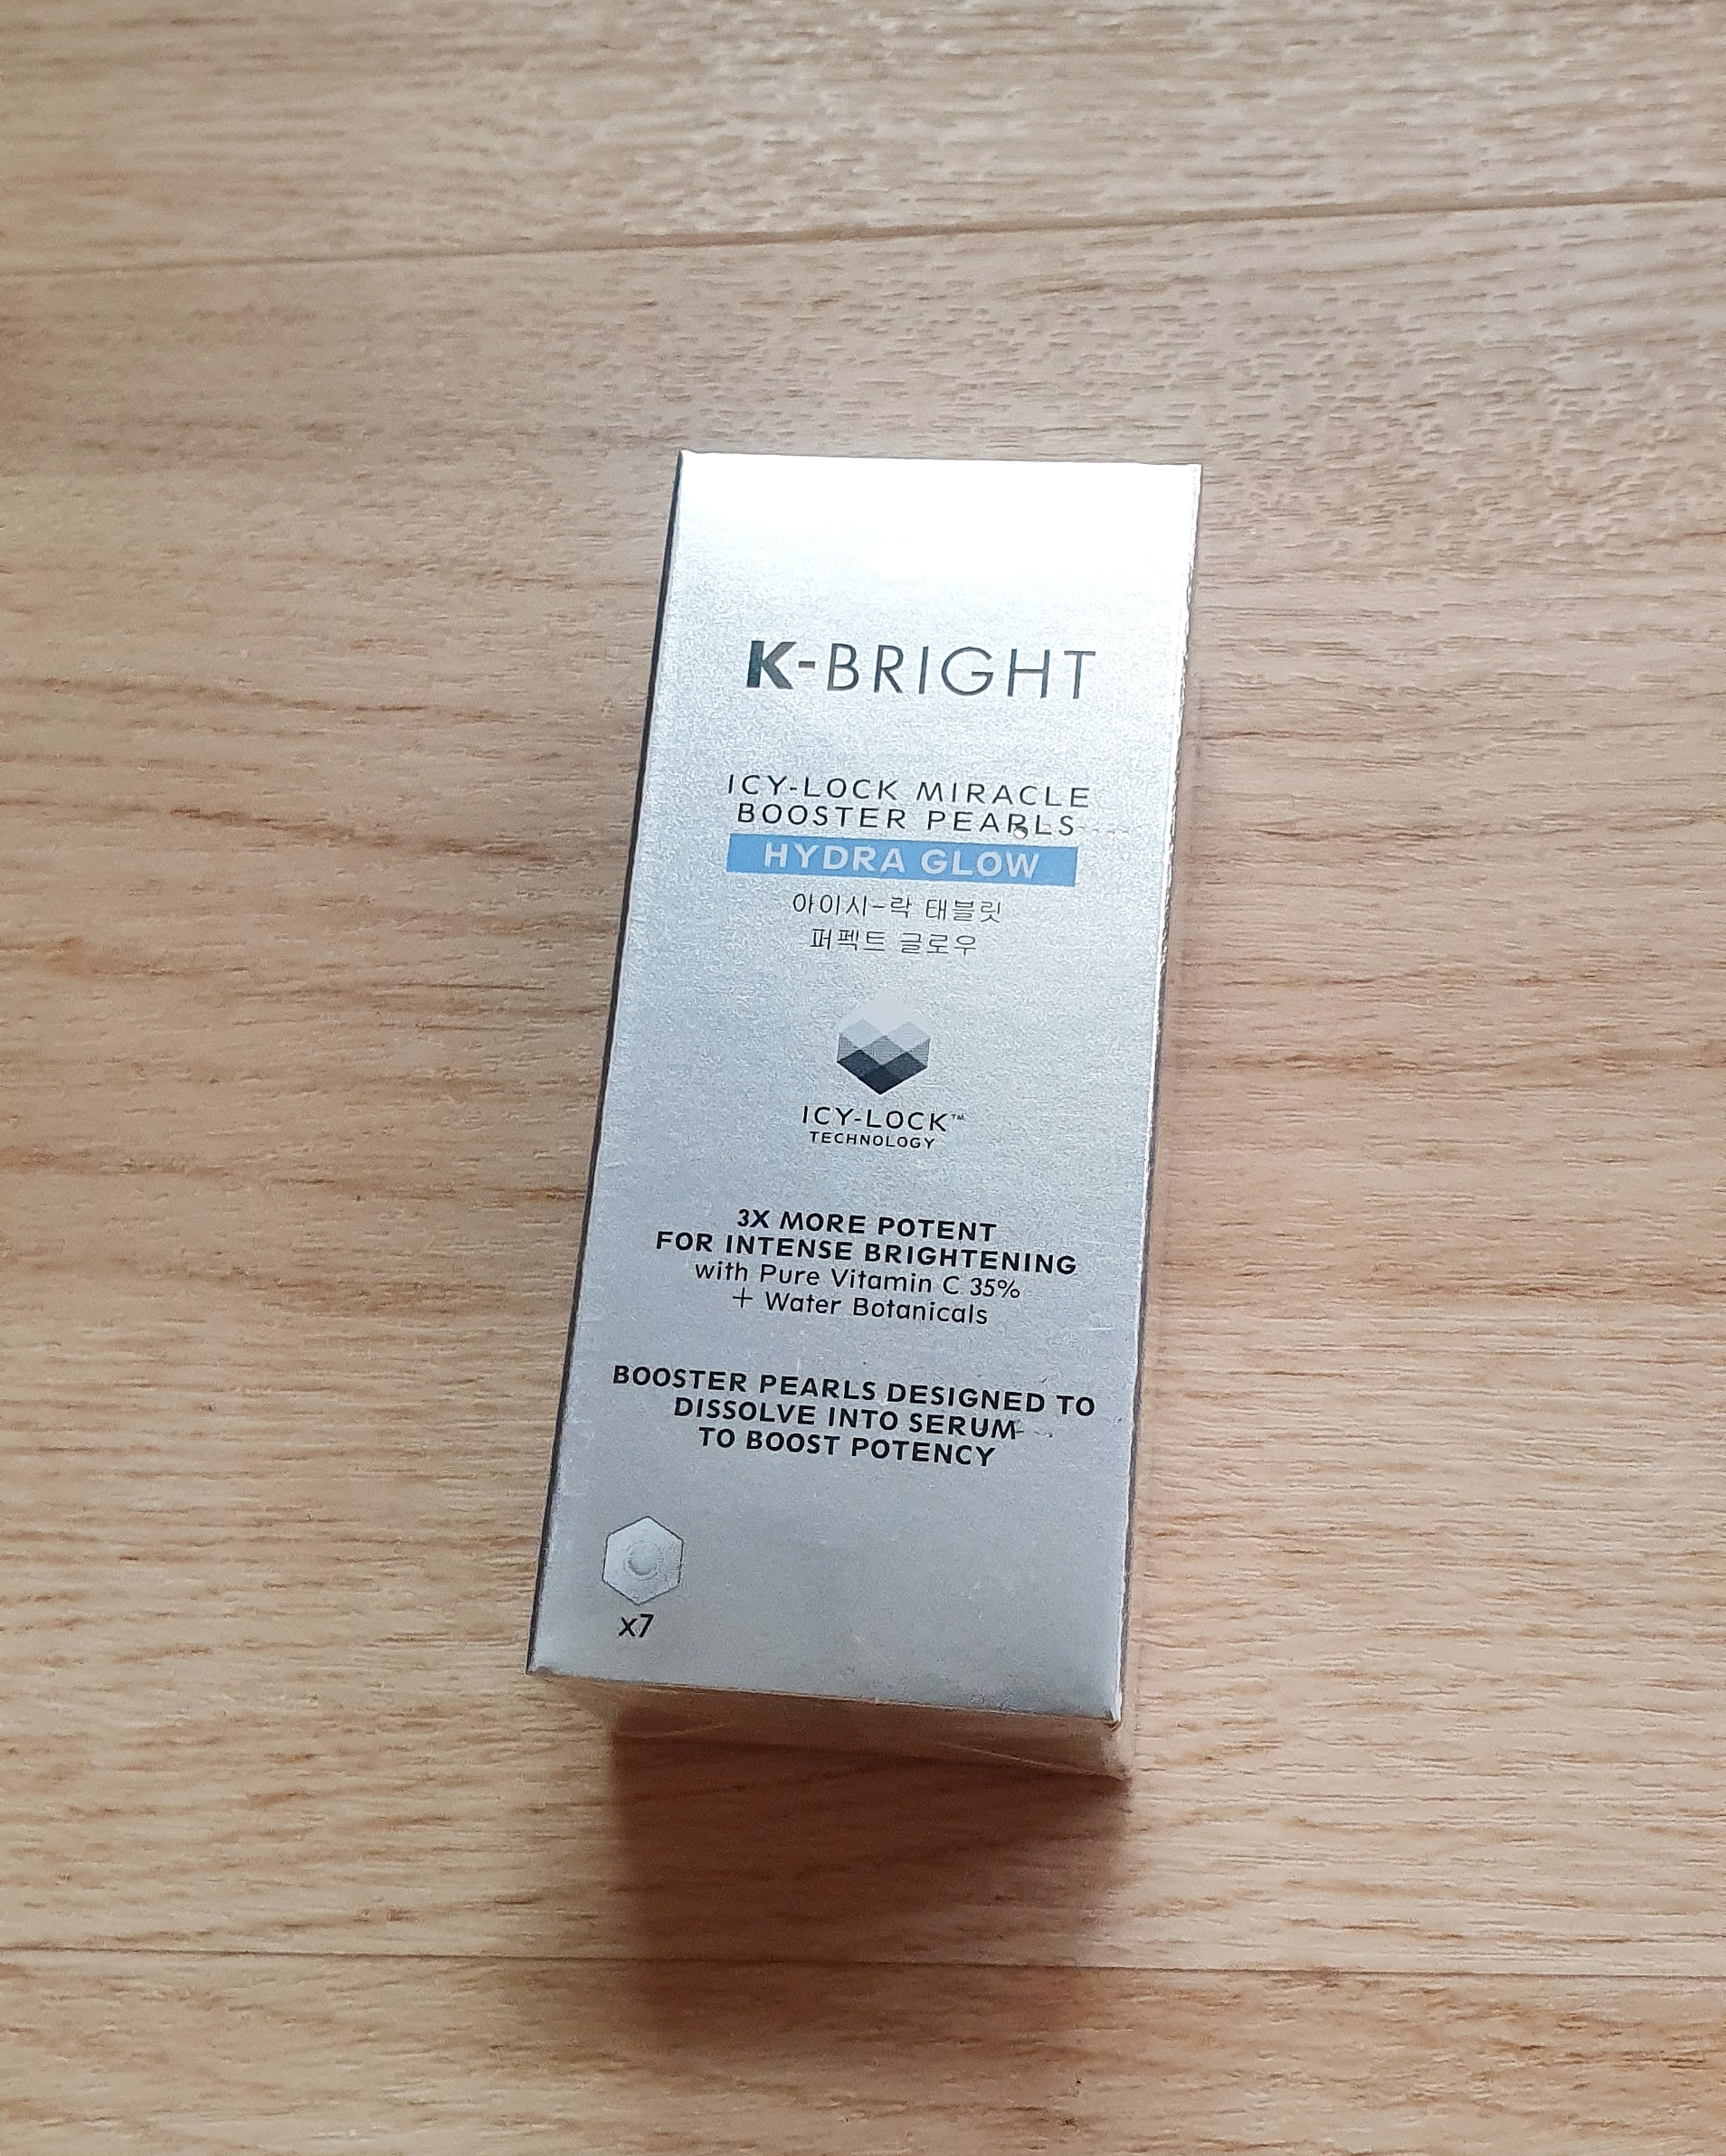 K-BRIGHT
ICY-LOCK MIRACLE
BOOSTER PEARLS
HYDRA GLOW
아이시-락 태블릿
퍼펙트 글로우
ICY-LOCK™
TECHNOLOGY
3X MORE POTENT
FOR INTENSE BRIGHTENING
with Pure Vitamin C 35%
+ Water Botanicals
BOOSTER PEARLS DESIGNED TO
DISSOLVE INTO SERUM
TO BOOST POTENCY
x7